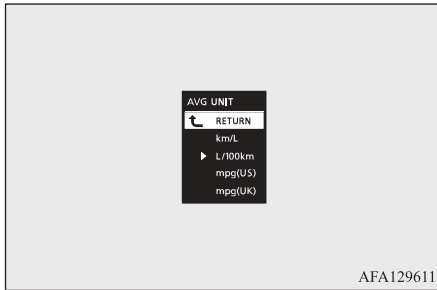 AVG UNIT
RETURN
km/L
L/100km
mpg(US)
mpg(UK)
AFA129611